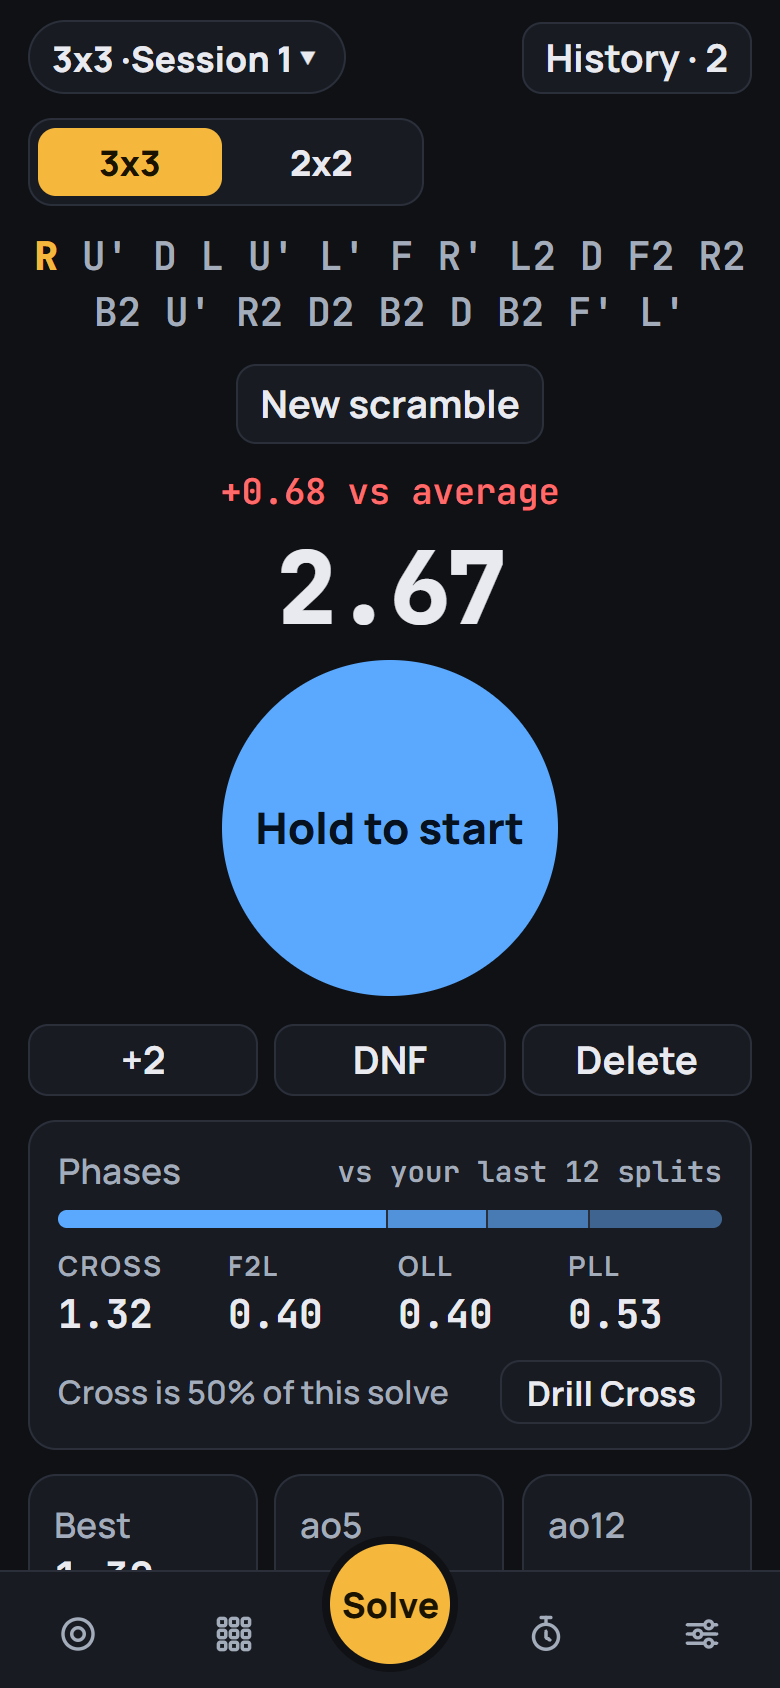 3x3 ·Session 1 ▾
History · 2
3x3 2x2
R U' D L U' L' F R' L2 D F2 R2
B2 U' R2 D2 B2 D B2 F' L'
New scramble
+0.68 vs average
2.67
Hold to start
+2 DNF Delete
Phases vs your last 12 splits
CROSS F2L OLL PLL
1.32 0.40 0.40 0.53
Cross is 50% of this solve Drill Cross
Best ao5 ao12
Solve